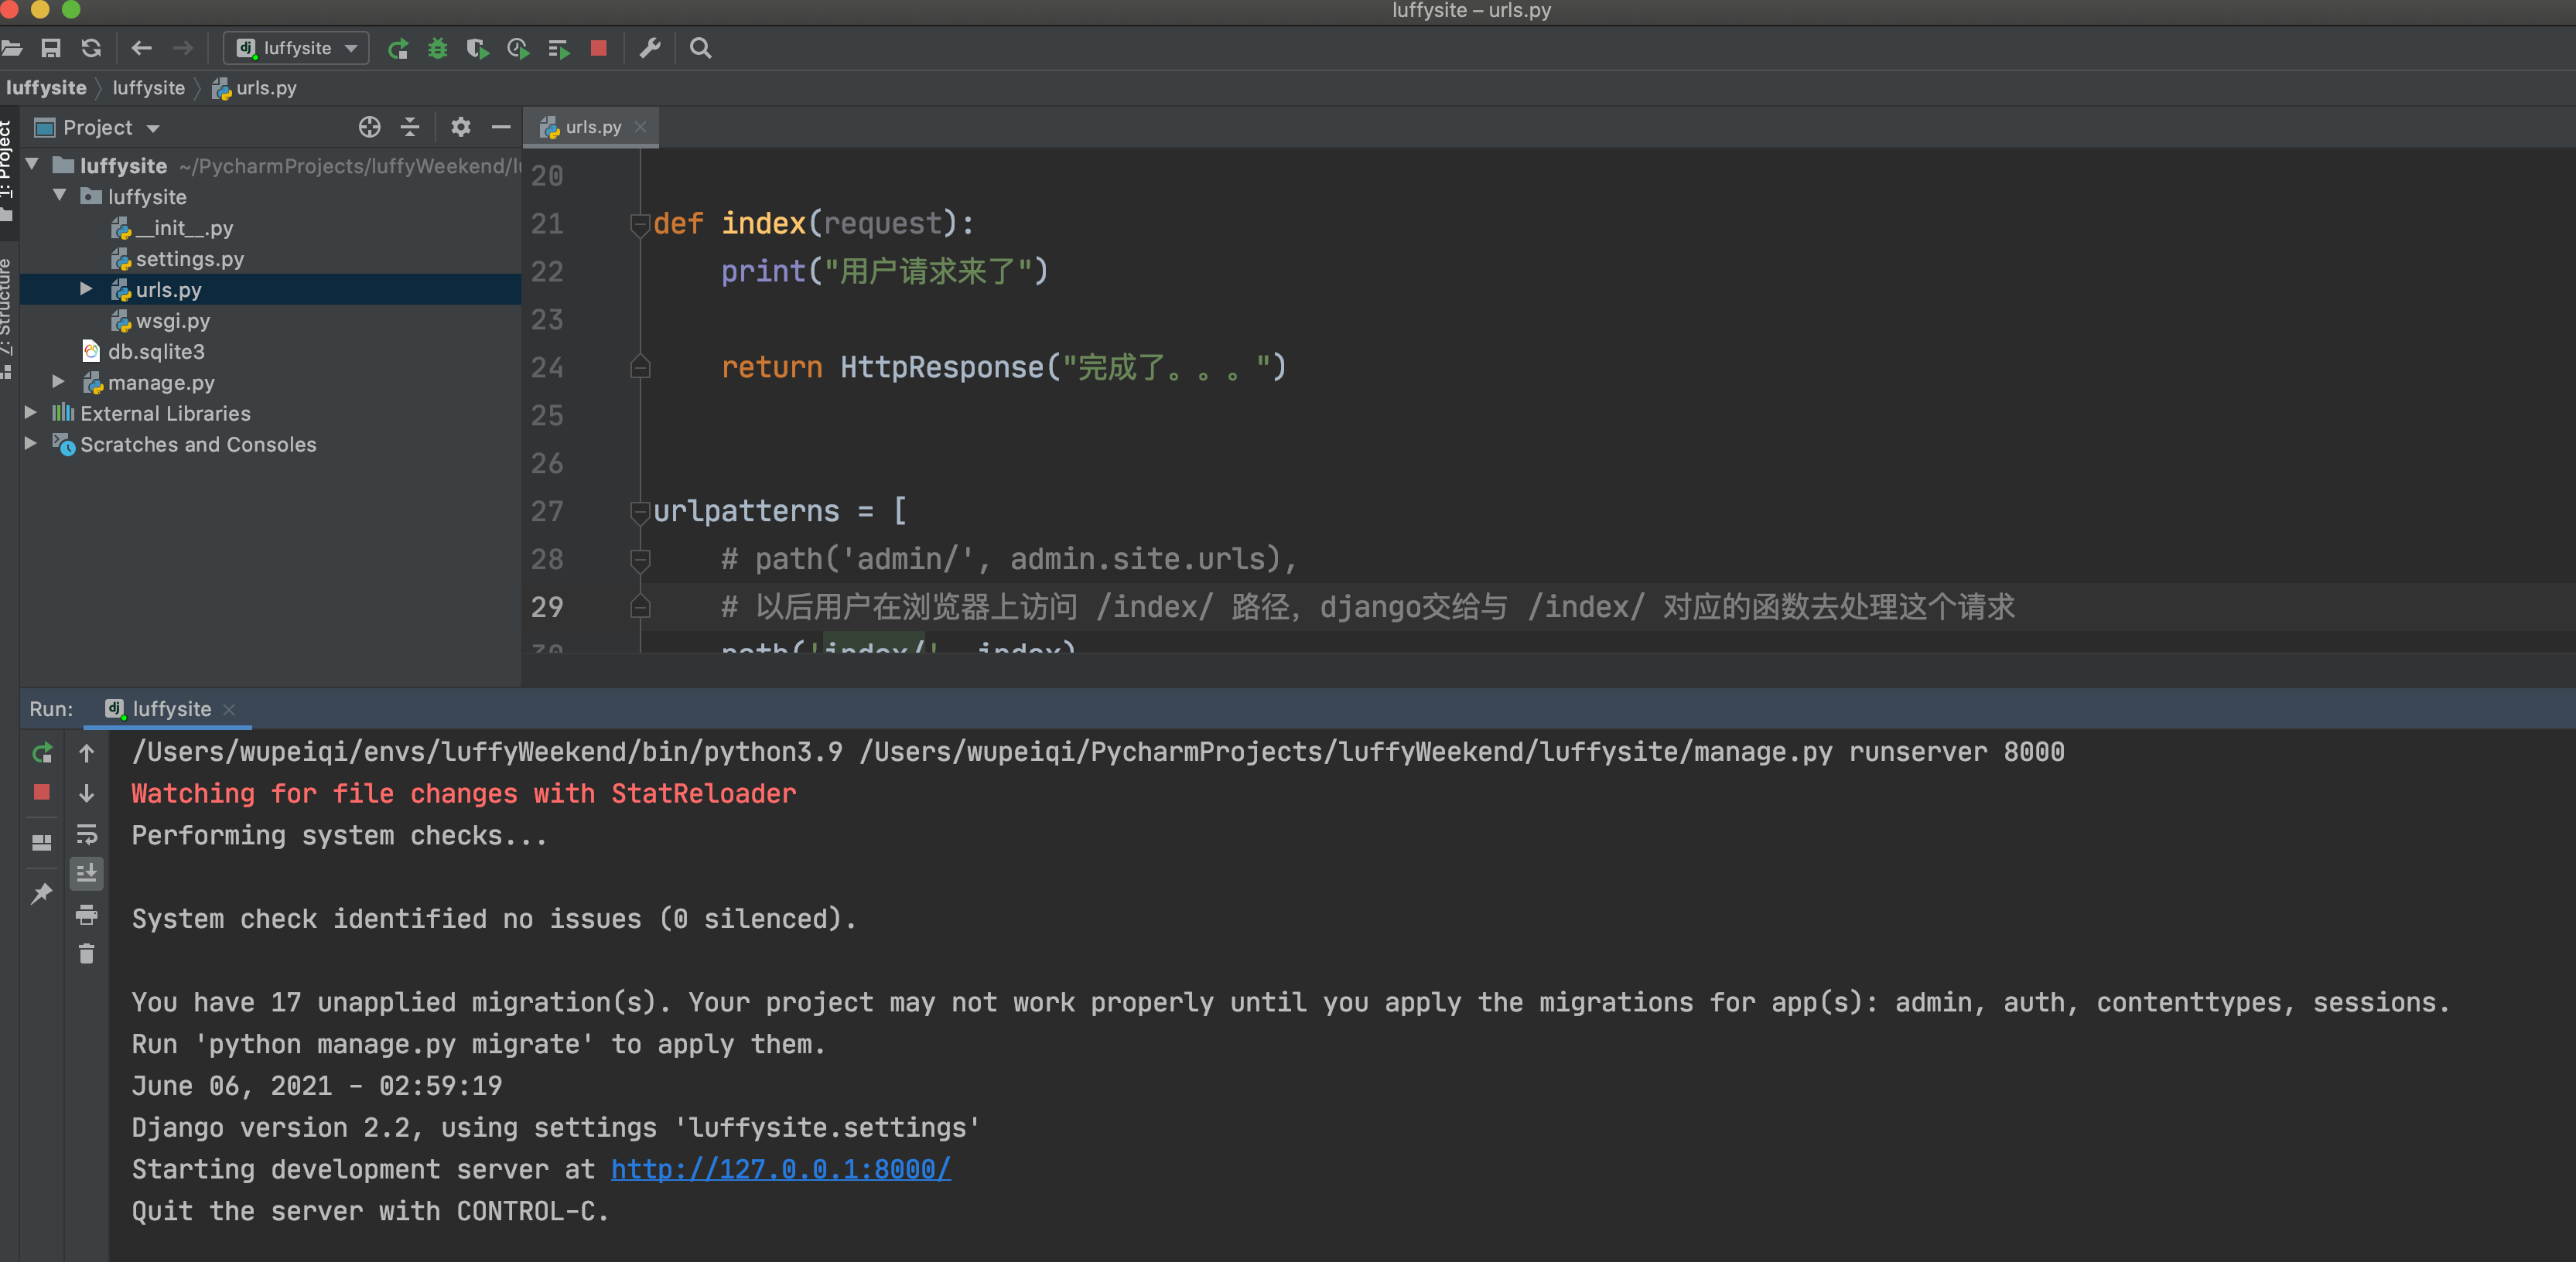 luffysite – urls.py
luffysite
luffysite luffysite urls.py
1: Project
Project
urls.py
luffysite ~/PycharmProjects/luffyWeekend/l
luffysite
__init__.py
settings.py
urls.py
wsgi.py
db.sqlite3
manage.py
External Libraries
Scratches and Consoles
Z: Structure
20
21 def index(request):
22 print("用户请求来了")
23
24 return HttpResponse("完成了。。。")
25
26
27 urlpatterns = [
28 # path('admin/', admin.site.urls),
29 # 以后用户在浏览器上访问 /index/ 路径，django交给与 /index/ 对应的函数去处理这个请求
30 path('index/', index)
Run: luffysite
/Users/wupeiqi/envs/luffyWeekend/bin/python3.9 /Users/wupeiqi/PycharmProjects/luffyWeekend/luffysite/manage.py runserver 8000
Watching for file changes with StatReloader
Performing system checks...
System check identified no issues (0 silenced).
You have 17 unapplied migration(s). Your project may not work properly until you apply the migrations for app(s): admin, auth, contenttypes, sessions.
Run 'python manage.py migrate' to apply them.
June 06, 2021 - 02:59:19
Django version 2.2, using settings 'luffysite.settings'
Starting development server at http://127.0.0.1:8000/
Quit the server with CONTROL-C.